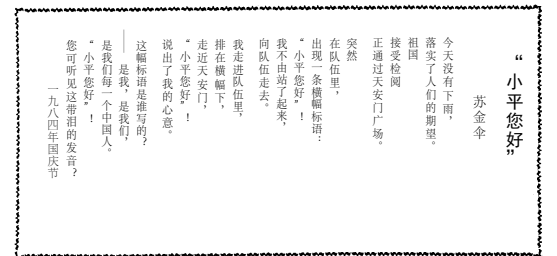 “小平您好”
苏金伞
今天没有下雨，
落实了人们的期望。
祖国
接受检阅
正通过天安门广场。
突然
在队伍里，
出现一条横幅标语：
“小平您好”！
我不由站了起来，
向队伍走去。
我走进队伍里，
排在横幅下，
走近天安门，
“小平您好”！
说出了我的心意。
这幅标语是谁写的？
——是我，是我们，
是我们每一个中国人。
“小平您好”！
您可听见这带泪的发音？
一九八四年国庆节